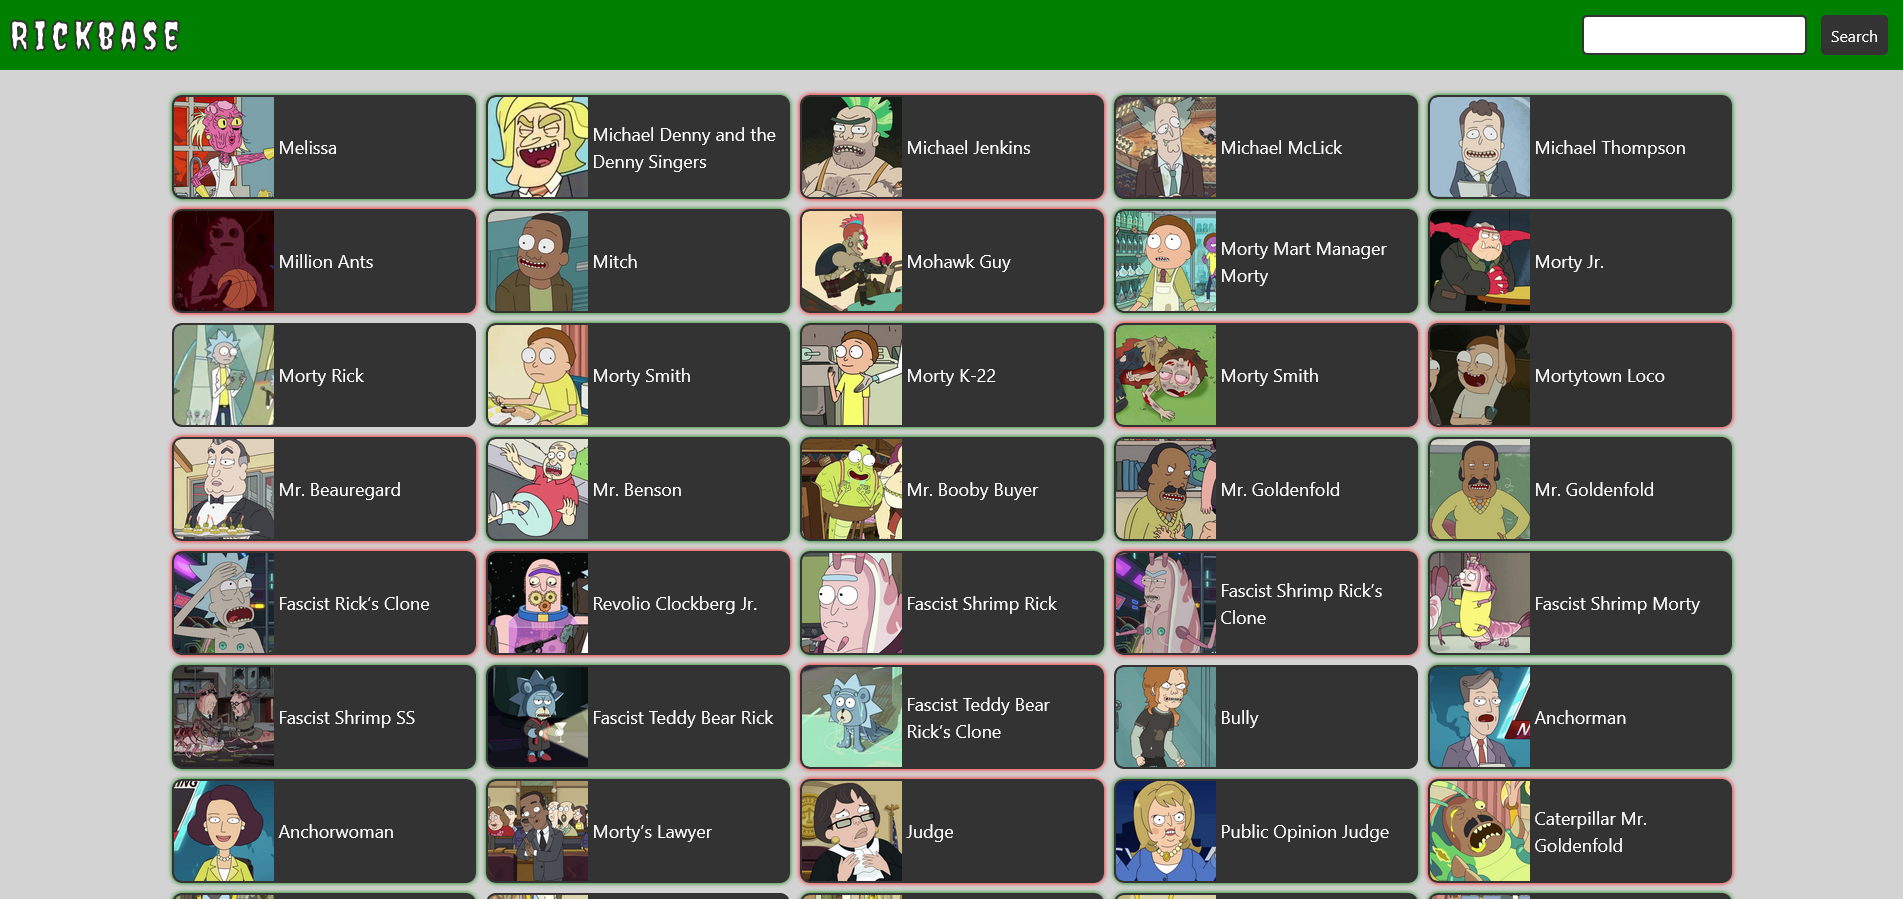 RICKBASE
Search
Melissa
Michael Denny and the
Denny Singers
Michael Jenkins
Michael McLick
Michael Thompson
Million Ants
Mitch
Mohawk Guy
Morty Mart Manager
Morty
Morty Jr.
Morty Rick
Morty Smith
Morty K-22
Morty Smith
Mortytown Loco
Mr. Beauregard
Mr. Benson
Mr. Booby Buyer
Mr. Goldenfold
Mr. Goldenfold
Fascist Rick’s Clone
Revolio Clockberg Jr.
Fascist Shrimp Rick
Fascist Shrimp Rick’s
Clone
Fascist Shrimp Morty
Fascist Shrimp SS
Fascist Teddy Bear Rick
Fascist Teddy Bear
Rick’s Clone
Bully
Anchorman
Anchorwoman
Morty’s Lawyer
Judge
Public Opinion Judge
Caterpillar Mr.
Goldenfold